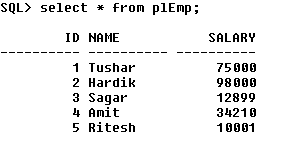 SQL> select * from plEmp;
ID NAME SALARY
---------- ---------- ----------
1 Tushar 75000
2 Hardik 98000
3 Sagar 12899
4 Amit 34210
5 Ritesh 10001